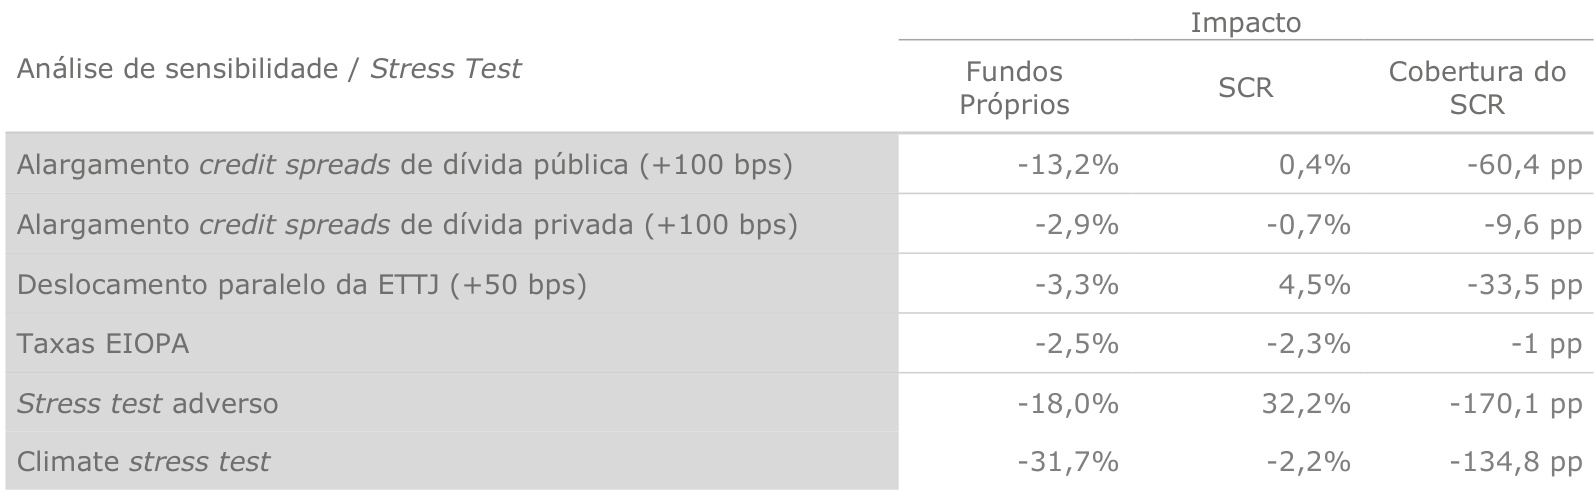 Impacto
Análise de sensibilidade / Stress Test
Fundos Próprios SCR Cobertura do SCR
Alargamento credit spreads de dívida pública (+100 bps) -13,2% 0,4% -60,4 pp
Alargamento credit spreads de dívida privada (+100 bps) -2,9% -0,7% -9,6 pp
Deslocamento paralelo da ETTJ (+50 bps) -3,3% 4,5% -33,5 pp
Taxas EIOPA -2,5% -2,3% -1 pp
Stress test adverso -18,0% 32,2% -170,1 pp
Climate stress test -31,7% -2,2% -134,8 pp